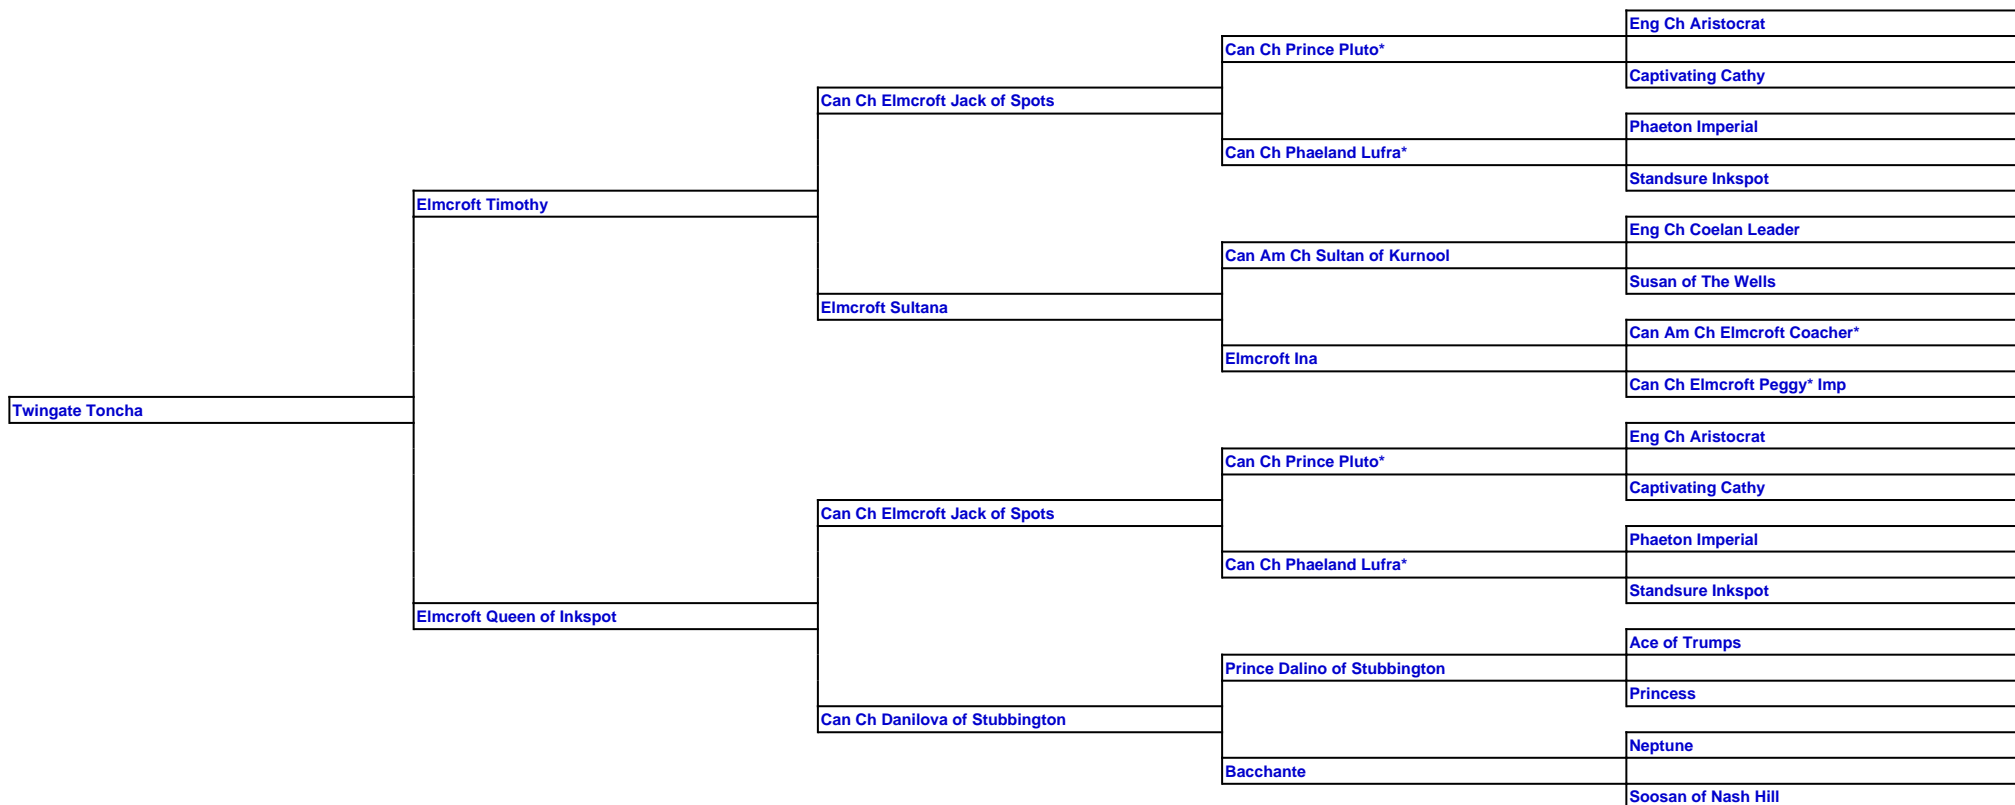 Eng Ch Aristocrat
Can Ch Prince Pluto*
Captivating Cathy
Can Ch Elmcroft Jack of Spots
Phaeton Imperial
Can Ch Phaeland Lufra*
Standsure Inkspot
Elmcroft Timothy
Eng Ch Coelan Leader
Can Am Ch Sultan of Kurnool
Susan of The Wells
Elmcroft Sultana
Can Am Ch Elmcroft Coacher*
Elmcroft Ina
Can Ch Elmcroft Peggy* Imp
Twingate Toncha
Eng Ch Aristocrat
Can Ch Prince Pluto*
Captivating Cathy
Can Ch Elmcroft Jack of Spots
Phaeton Imperial
Can Ch Phaeland Lufra*
Standsure Inkspot
Elmcroft Queen of Inkspot
Ace of Trumps
Prince Dalino of Stubbington
Princess
Can Ch Danilova of Stubbington
Neptune
Bacchante
Soosan of Nash Hill